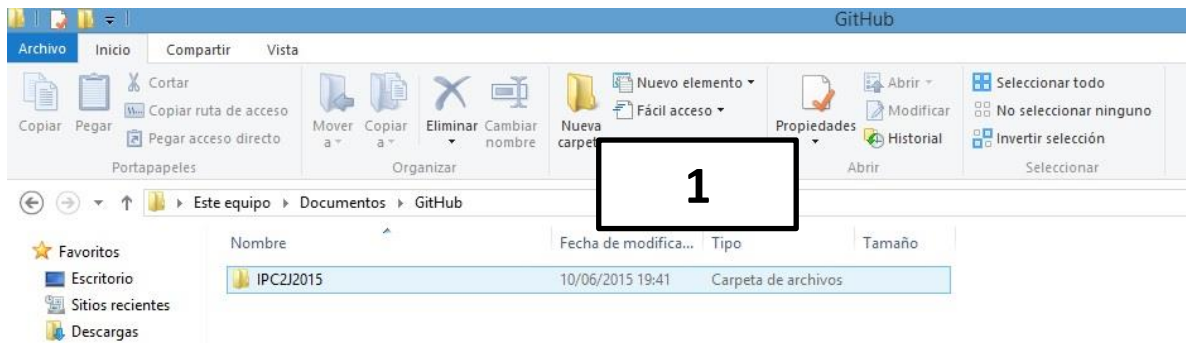 GitHub
Archivo Inicio Compartir Vista
Copiar
Pegar
Cortar
Copiar ruta de acceso
Pegar acceso directo
Portapapeles
Mover a
Copiar a
Eliminar
Cambiar nombre
Organizar
Nueva
Nuevo elemento
Fácil acceso
Propiedades
Abrir
Modificar
Historial
Abrir
Seleccionar todo
No seleccionar ninguno
Invertir selección
Seleccionar
1
Este equipo Documentos GitHub
Favoritos
Escritorio
Sitios recientes
Descargas
Nombre Fecha de modifica... Tipo Tamaño
IPC2J2015 10/06/2015 19:41 Carpeta de archivos